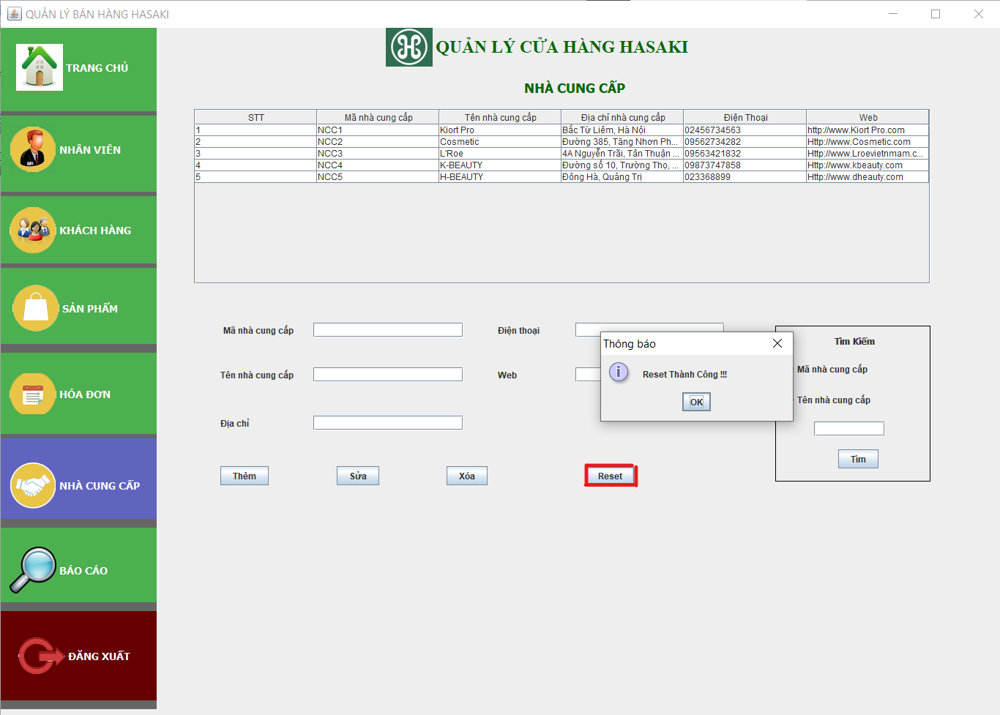 QUẢN LÝ BÁN HÀNG HASAKI
QUẢN LÝ CỬA HÀNG HASAKI
TRANG CHỦ
NHÂN VIÊN
KHÁCH HÀNG
SẢN PHẨM
HÓA ĐƠN
NHÀ CUNG CẤP
BÁO CÁO
ĐĂNG XUẤT
NHÀ CUNG CẤP
STT Mã nhà cung cấp Tên nhà cung cấp Địa chỉ nhà cung cấp Điện Thoại Web
1 NCC1 Kiort Pro Bắc Từ Liêm, Hà Nội 02456734563 http://www.Kiort Pro.com
2 NCC2 Cosmetic Đường 385, Tăng Nhơn Ph... 09562734282 Http://www.Cosmetic.com
3 NCC3 L'Roe 4A Nguyễn Trãi, Tân Thuận ... 09563421832 Http://www.Lroevietnmam.c...
4 NCC4 K-BEAUTY Đường số 10, Trường Thọ, ... 09873747858 Http://www.kbeauty.com
5 NCC5 H-BEAUTY Đông Hà, Quảng Trị 023368899 Http://www.dheauty.com
Mã nhà cung cấp
Điện thoại
Tên nhà cung cấp
Web
Địa chỉ
Thêm
Sửa
Xóa
Reset
Thông báo
Reset Thành Công !!!
OK
Tìm Kiếm
Mã nhà cung cấp
Tên nhà cung cấp
Tìm